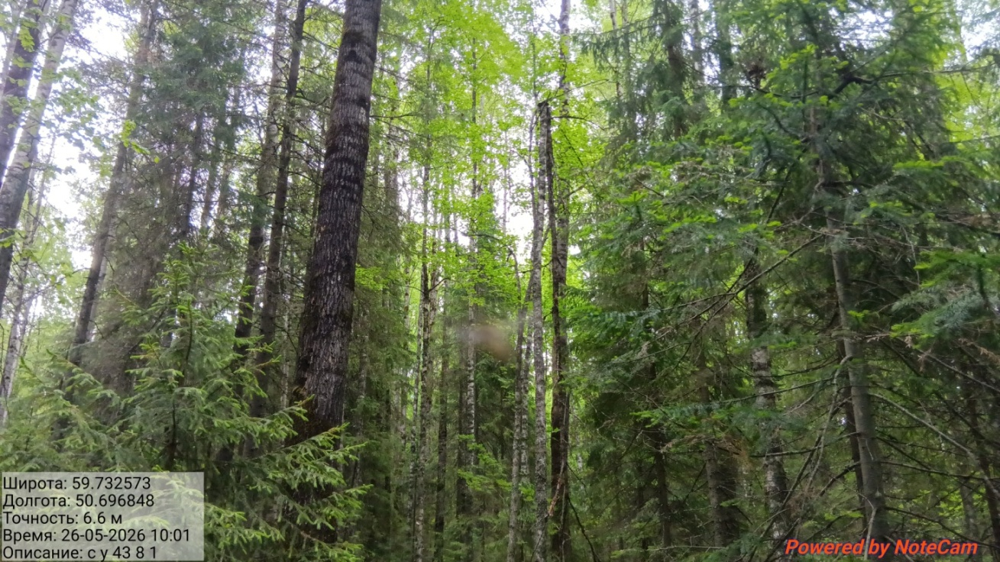 Широта: 59.732573
Долгота: 50.696848
Точность: 6.6 м
Время: 26-05-2026 10:01
Описание: с у 43 8 1
Powered by NoteCam